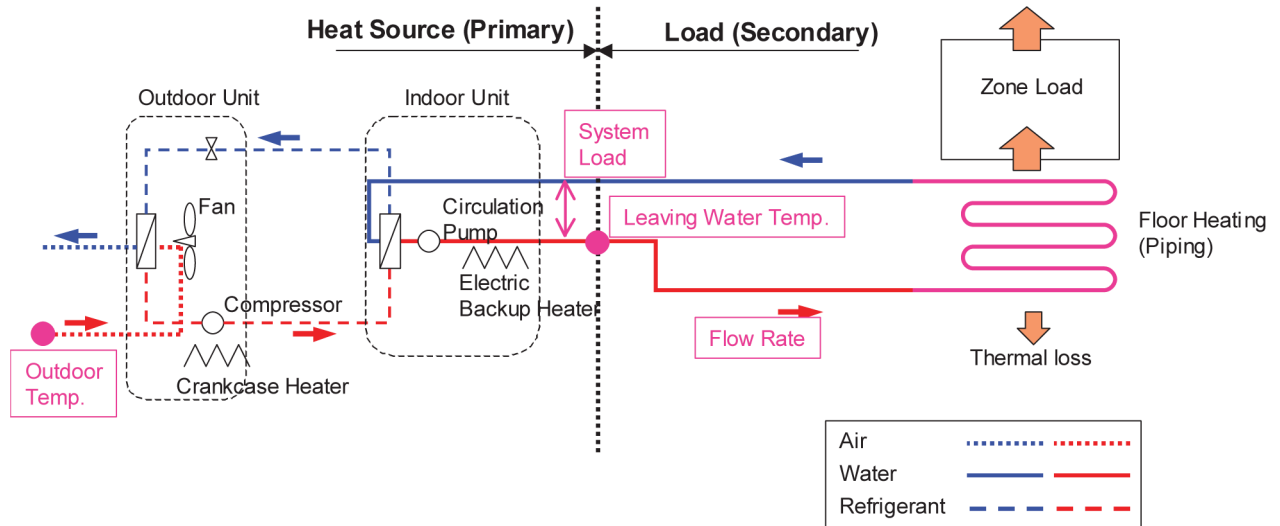 Heat Source (Primary)
Load (Secondary)
Zone Load
Outdoor Unit
Indoor Unit
System
Load
Fan
Circulation
Pump
Leaving Water Temp.
Floor Heating
(Piping)
Electric
Backup Heater
Compressor
Flow Rate
Outdoor
Temp.
Crankcase Heater
Thermal loss
Air
Water
Refrigerant